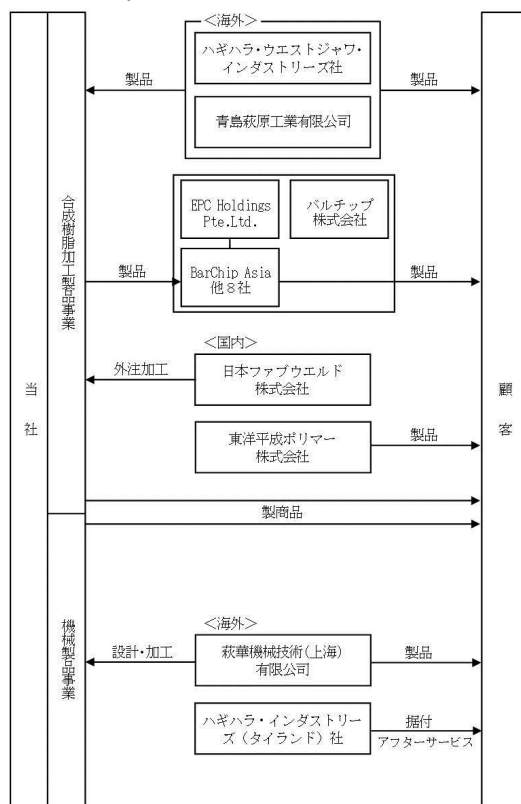 <海外>
ハギハラ・ウエストジャワ・
インダストリーズ社
製品
製品
青島萩原工業有限公司
合成樹脂加工製品事業
EPC Holdings
Pte.Ltd.
バルチップ
株式会社
製品
BarChip Asia
他8社
製品
<国内>
外注加工
日本ファブウエルド
株式会社
当社
顧客
東洋平成ポリマー
株式会社
製品
製商品
機械製品事業
<海外>
設計・加工
萩華機械技術(上海)
有限公司
製品
ハギハラ・インダストリー
ズ(タイランド)社
据付
アフターサービス